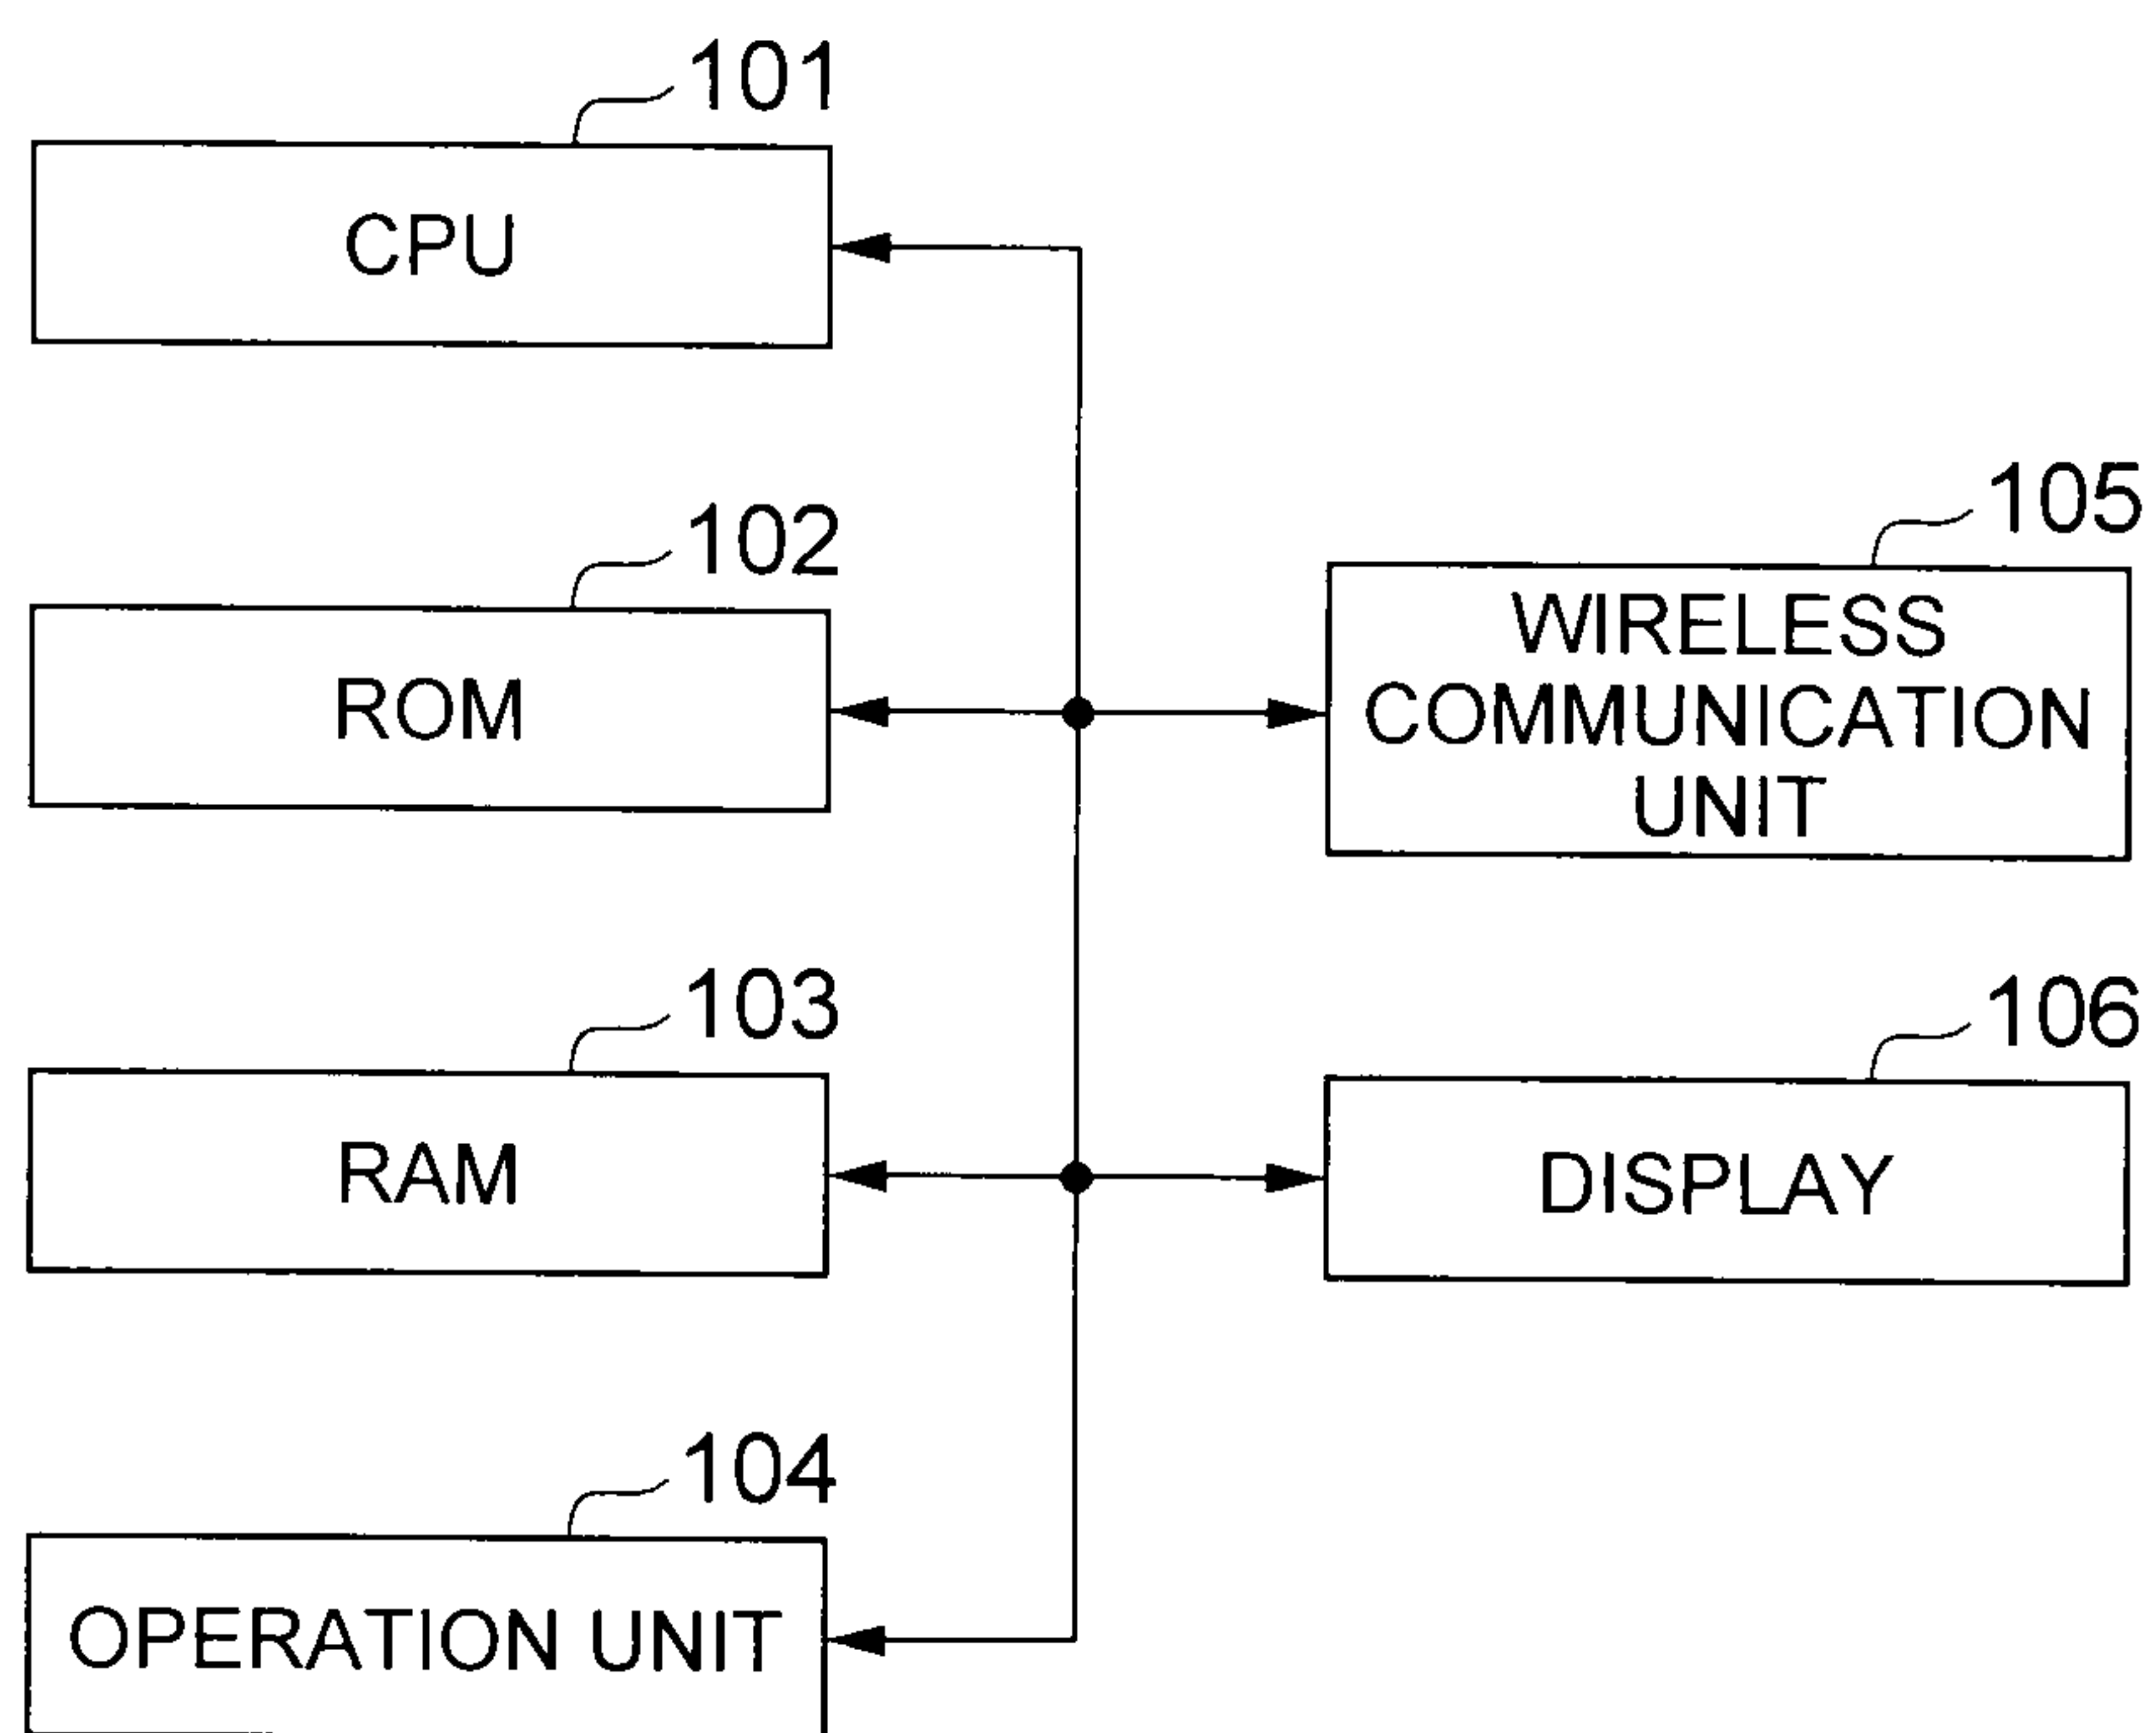 101
CPU
102
ROM
103
RAM
104
OPERATION UNIT
105
WIRELESS
COMMUNICATION
UNIT
106
DISPLAY